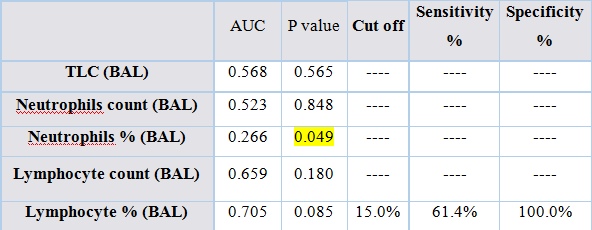 AUC P value Cut off Sensitivity % Specificity %
TLC (BAL) 0.568 0.565 ---- ---- ----
Neutrophils count (BAL) 0.523 0.848 ---- ---- ----
Neutrophils % (BAL) 0.266 0.049 ---- ---- ----
Lymphocyte count (BAL) 0.659 0.180 ---- ---- ----
Lymphocyte % (BAL) 0.705 0.085 15.0% 61.4% 100.0%